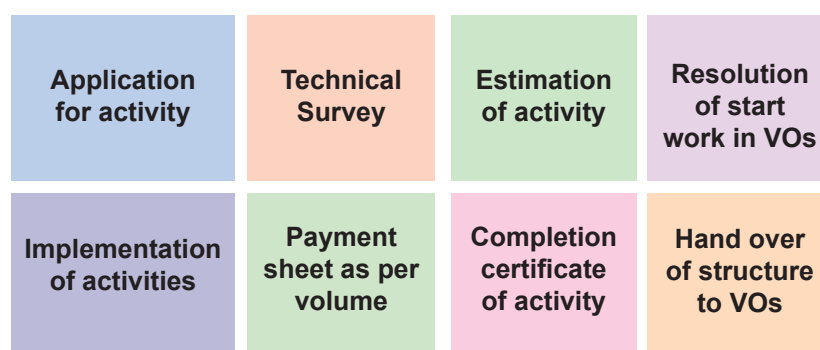 Application
for activity
Technical
Survey
Estimation
of activity
Resolution
of start
work in VOs
Implementation
of activities
Payment
sheet as per
volume
Completion
certificate
of activity
Hand over
of structure
to VOs